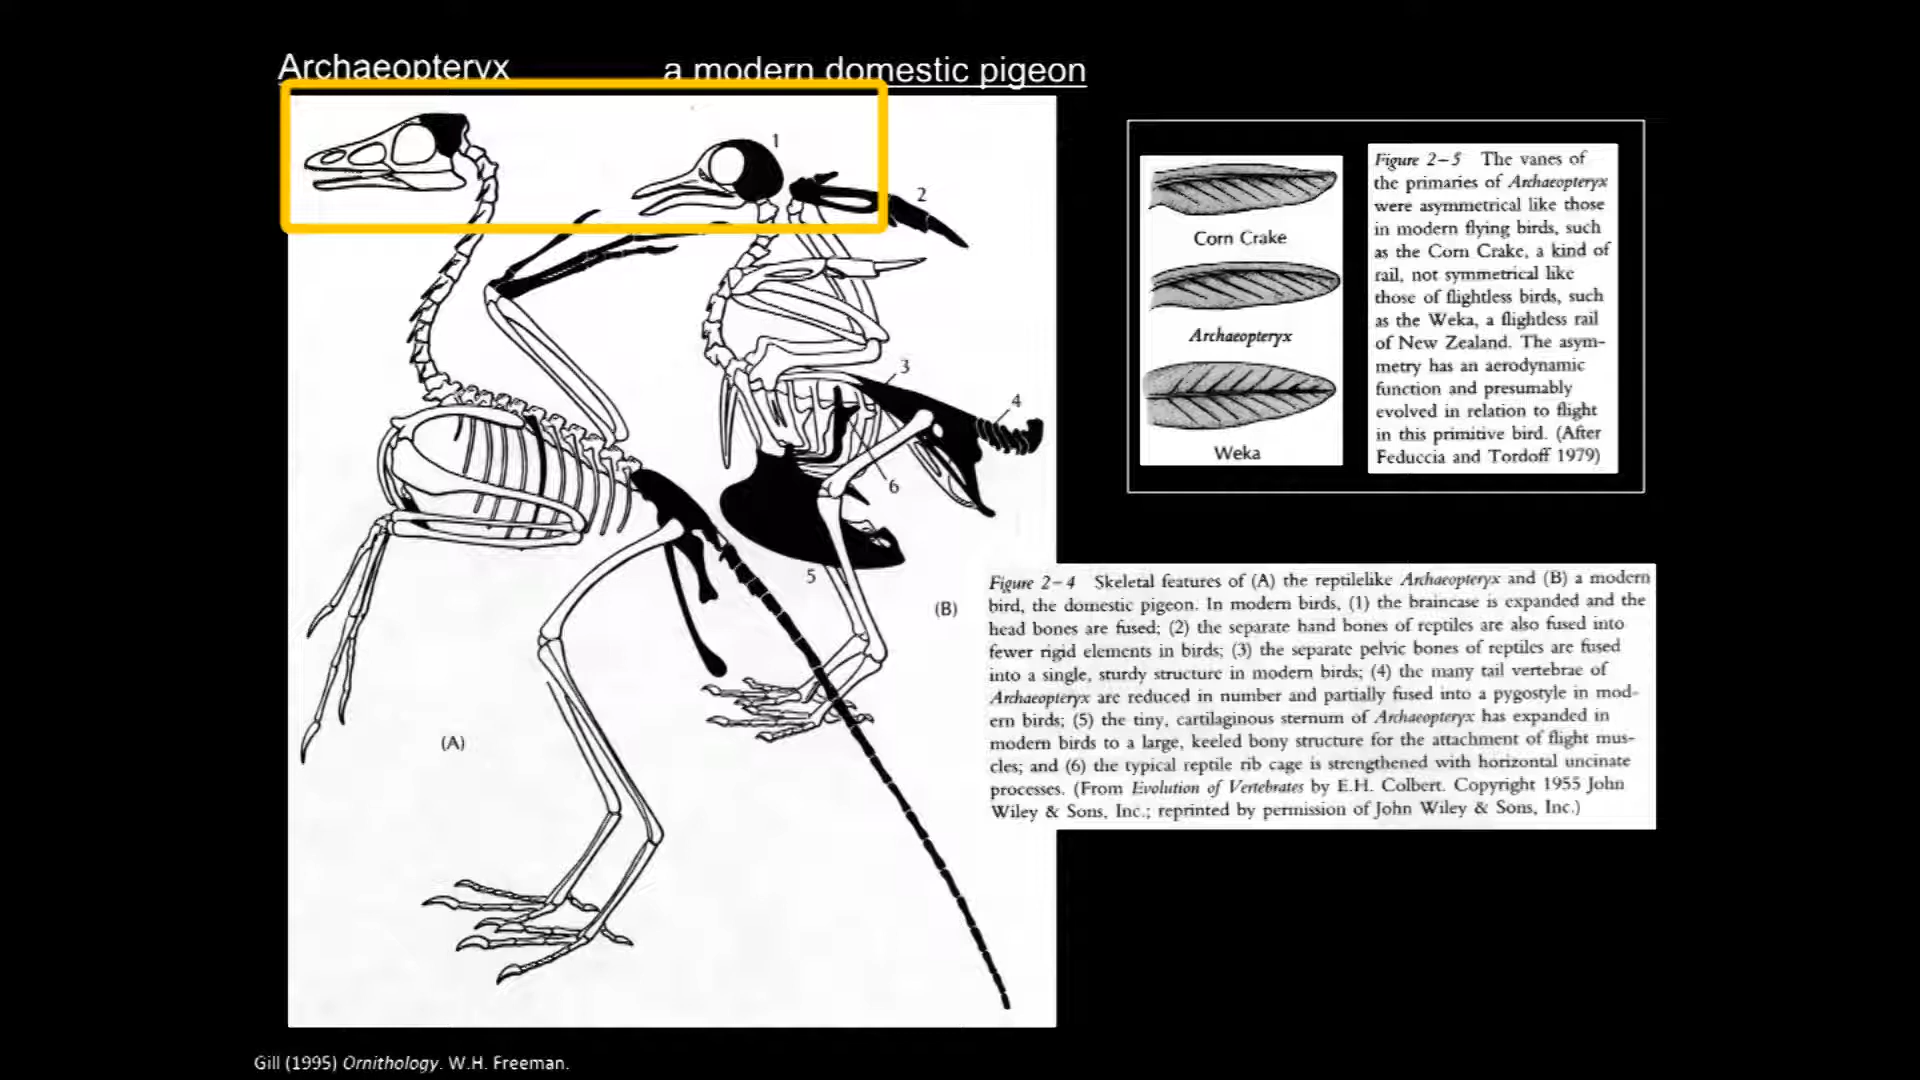 Archaeopteryx
a modern domestic pigeon
1
2
3
4
5
6
(A)
(B)
Corn Crake
Archaeopteryx
Weka
Figure 2–5 The vanes of
the primaries of Archaeopteryx
were asymmetrical like those
in modern flying birds, such
as the Corn Crake, a kind of
rail, not symmetrical like
those of flightless birds, such
as the Weka, a flightless rail
of New Zealand. The asym-
metry has an aerodynamic
function and presumably
evolved in relation to flight
in this primitive bird. (After
Feduccia and Tordoff 1979)
Figure 2–4 Skeletal features of (A) the reptilelike Archaeopteryx and (B) a modern
bird, the domestic pigeon. In modern birds, (1) the braincase is expanded and the
head bones are fused; (2) the separate hand bones of reptiles are also fused into
fewer rigid elements in birds; (3) the separate pelvic bones of reptiles are fused
into a single, sturdy structure in modern birds; (4) the many tail vertebrae of
Archaeopteryx are reduced in number and partially fused into a pygostyle in mod-
ern birds; (5) the tiny, cartilaginous sternum of Archaeopteryx has expanded in
modern birds to a large, keeled bony structure for the attachment of flight mus-
cles; and (6) the typical reptile rib cage is strengthened with horizontal uncinate
processes. (From Evolution of Vertebrates by E.H. Colbert. Copyright 1955 John
Wiley & Sons, Inc.; reprinted by permission of John Wiley & Sons, Inc.)
Gill (1995) Ornithology. W.H. Freeman.